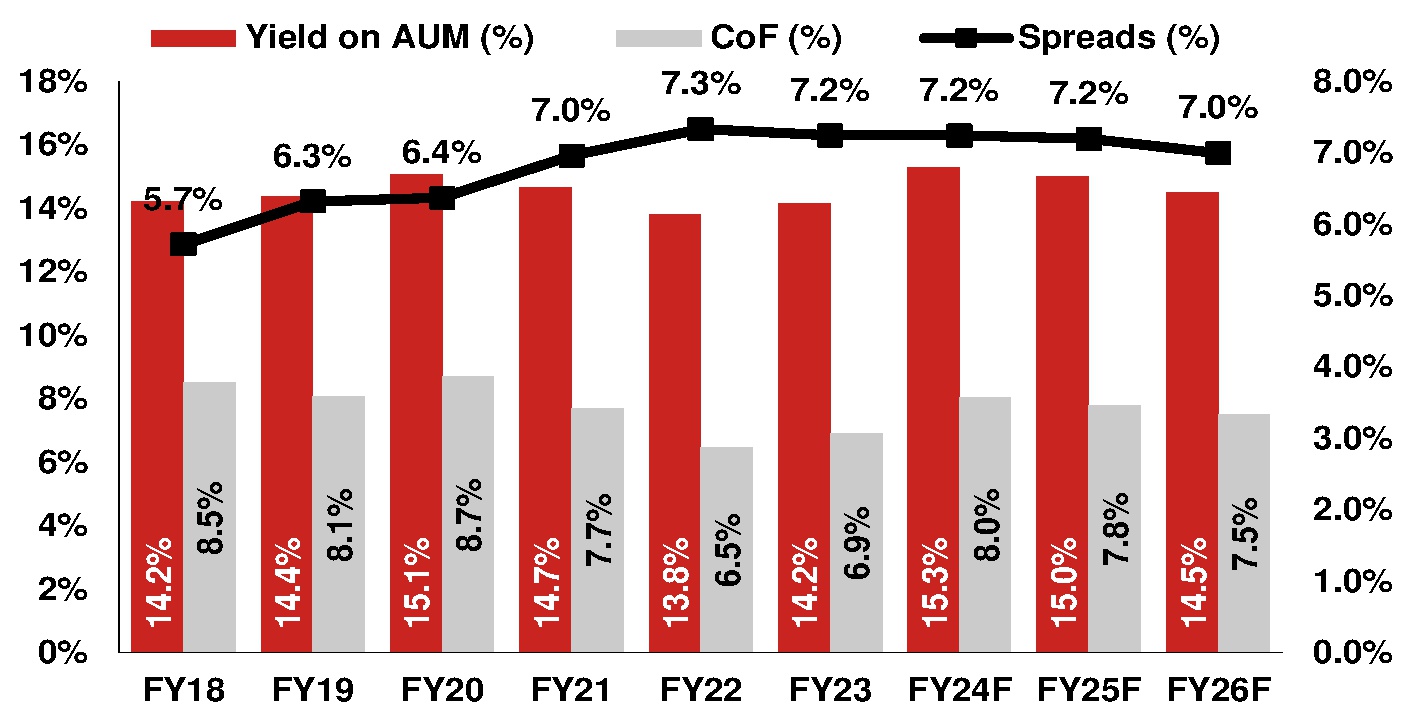 Yield on AUM (%) CoF (%) Spreads (%)
18% 8.0%
16% 7.0%
14% 6.0%
12% 5.0%
10% 4.0%
8% 3.0%
6% 2.0%
4% 1.0%
2% 0.0%
0%
5.7% 6.3% 6.4% 7.0% 7.3% 7.2% 7.2% 7.2% 7.0%
14.2% 14.4% 15.1% 14.7% 13.8% 14.2% 15.3% 15.0% 14.5%
8.5% 8.1% 8.7% 7.7% 6.5% 6.9% 8.0% 7.8% 7.5%
FY18 FY19 FY20 FY21 FY22 FY23 FY24F FY25F FY26F